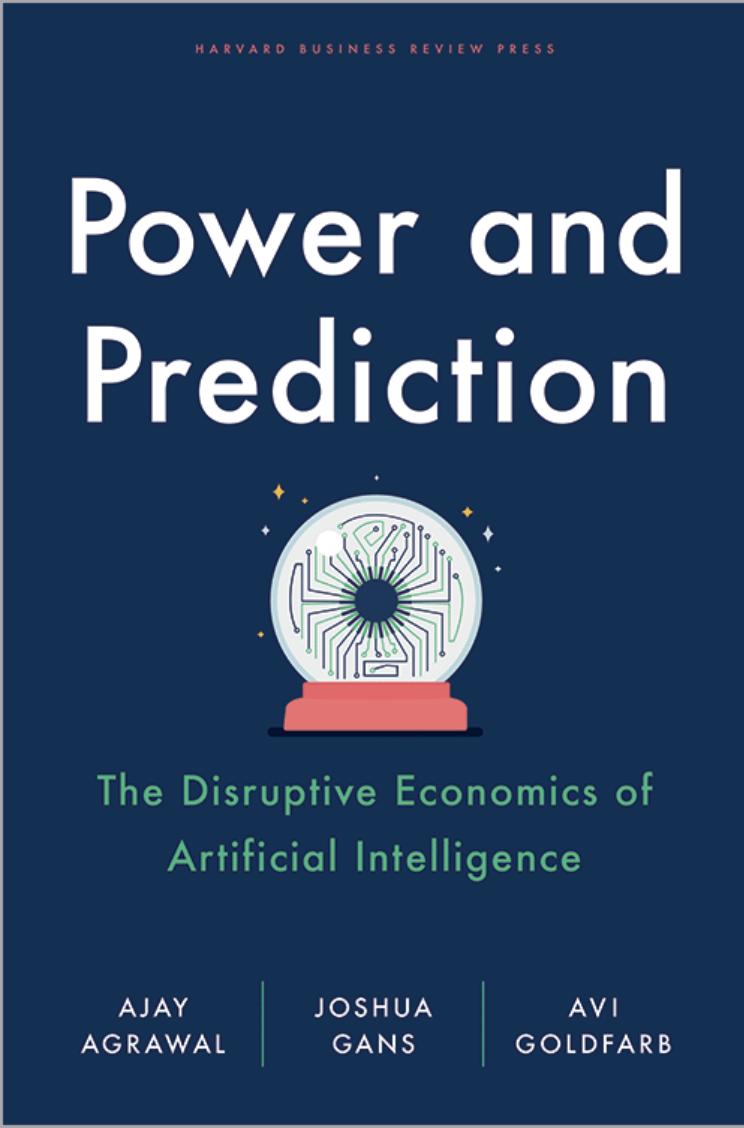 HARVARD BUSINESS REVIEW PRESS
Power and
Prediction
The Disruptive Economics of
Artificial Intelligence
AJAY
AGRAWAL
JOSHUA
GANS
AVI
GOLDFARB